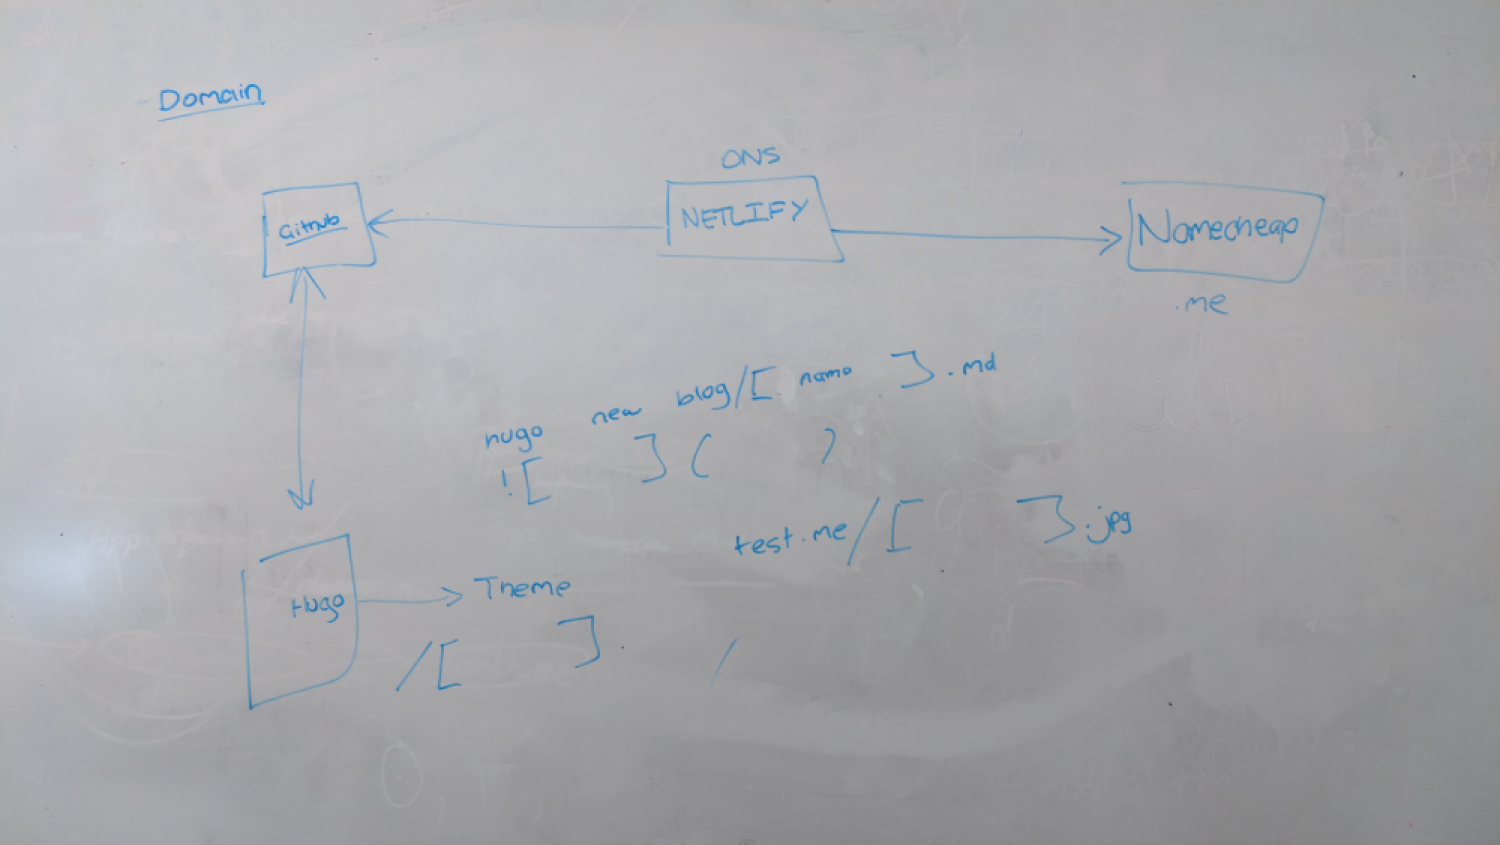 Domain
DNS
Github
NETLIFY
Namecheap
.me
hugo new blog/[ name ].md
![ ]( )
test.me/[ ].jpg
Hugo
Theme
/[ ]. /